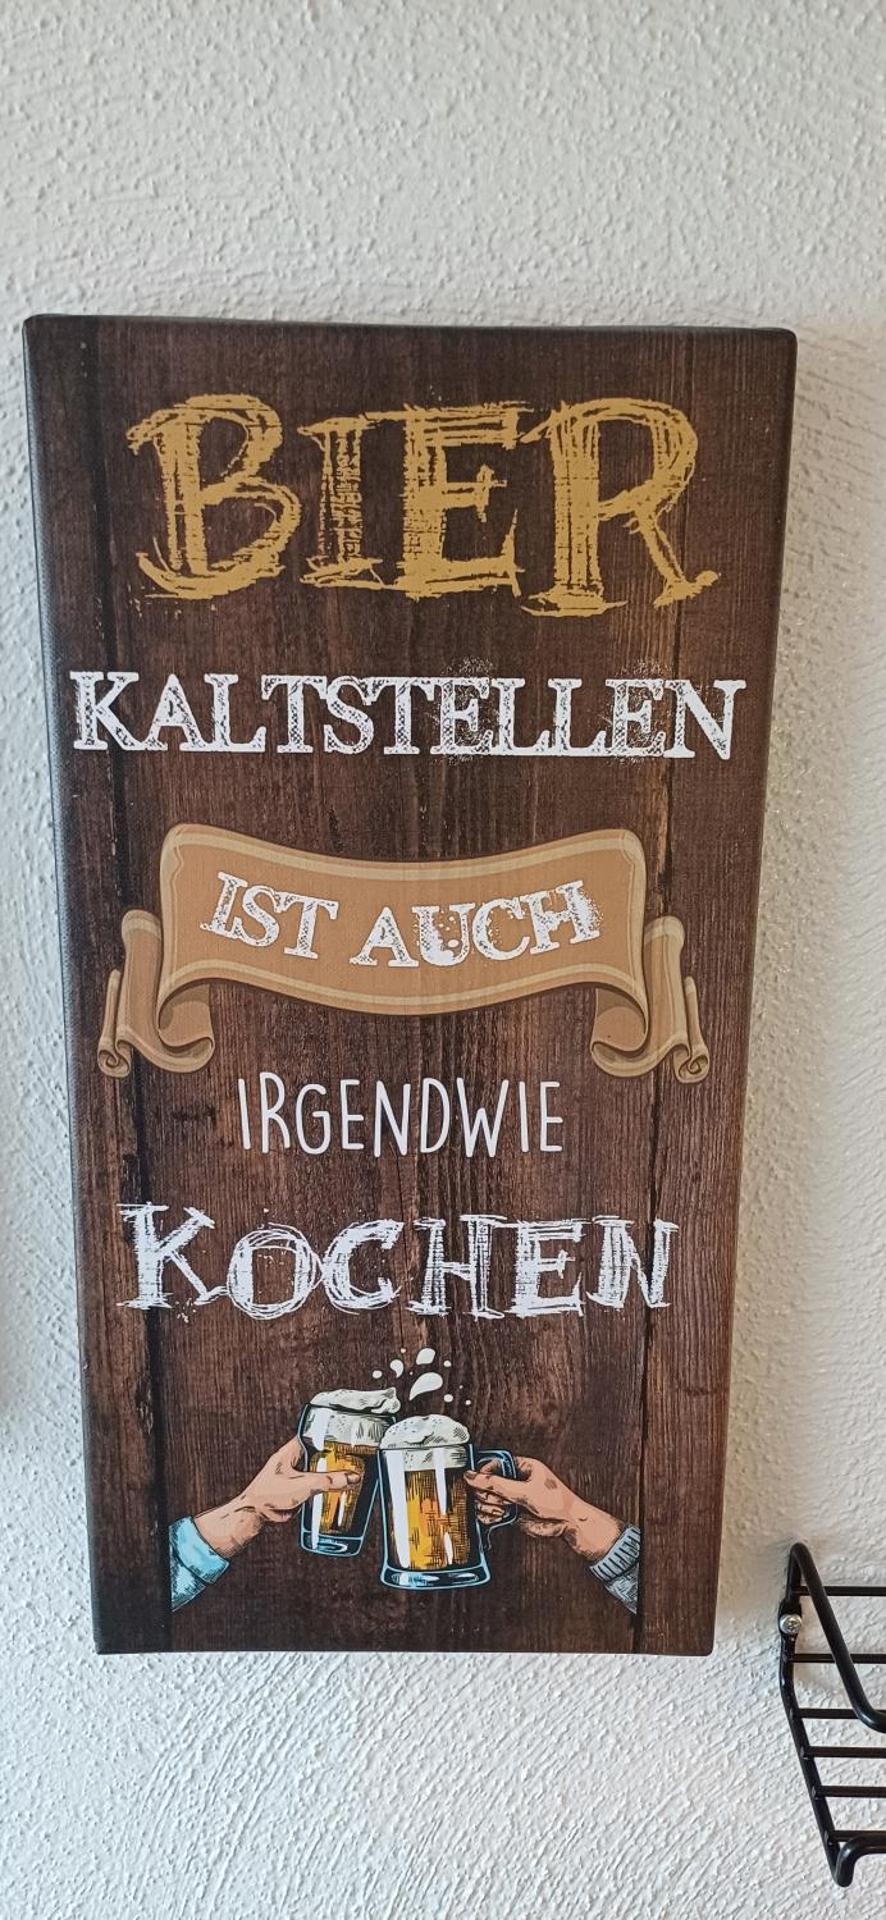 BIER
KALTSTELLEN
IST AUCH
IRGENDWIE
KOCHEN